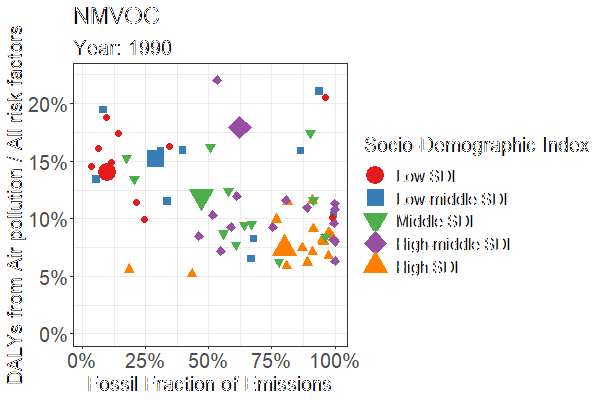 NMVOC
Year: 1990
DALYs from Air pollution / All risk factors
20%
15%
10%
5%
0%
0%
25%
50%
75%
100%
Fossil Fraction of Emissions
Socio-Demographic Index
Low SDI
Low-middle SDI
Middle SDI
High-middle SDI
High SDI